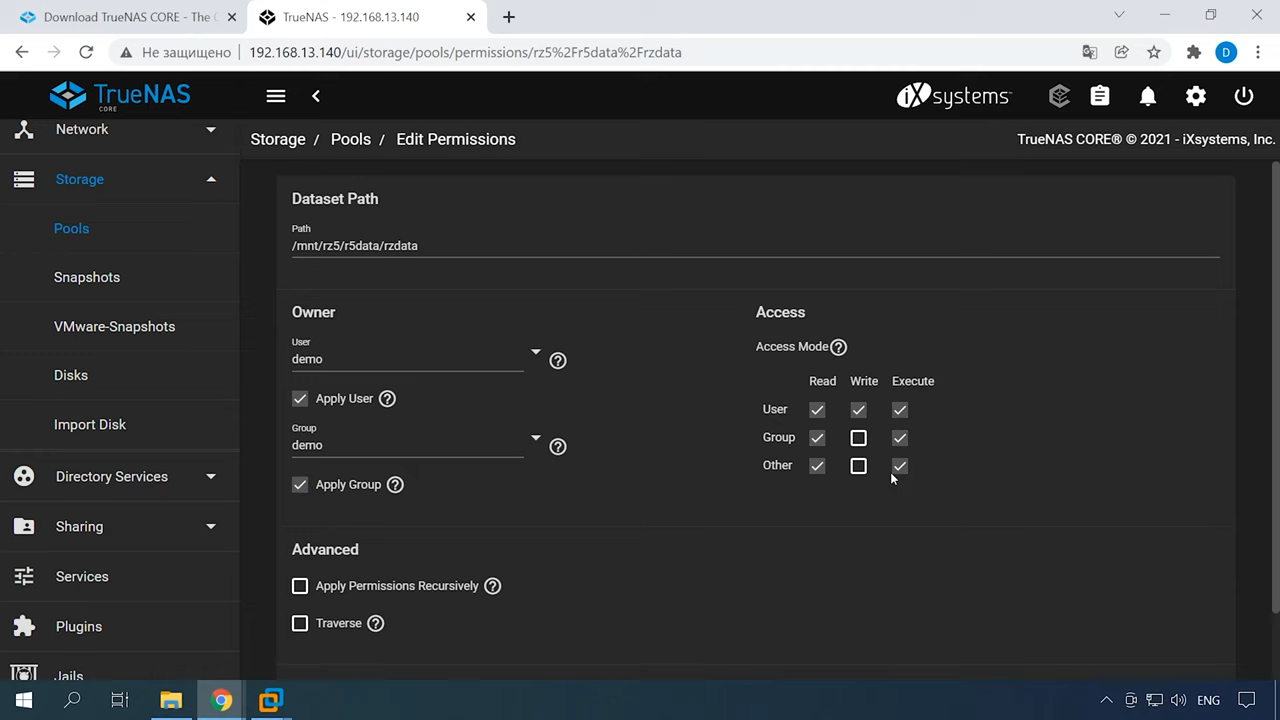 Download TrueNAS CORE - The C
TrueNAS - 192.168.13.140
Не защищено
192.168.13.140/ui/storage/pools/permissions/rz5%2Fr5data%2Frzdata
D
TrueNAS
CORE
iXsystems™
Network
Storage
Pools
Snapshots
VMware-Snapshots
Disks
Import Disk
Directory Services
Sharing
Services
Plugins
Jails
Storage / Pools / Edit Permissions
TrueNAS CORE® © 2021 - iXsystems, Inc.
Dataset Path
Path
/mnt/rz5/r5data/rzdata
Owner
User
demo
Apply User
Group
demo
Apply Group
Access
Access Mode
Read Write Execute
User
Group
Other
Advanced
Apply Permissions Recursively
Traverse
ENG